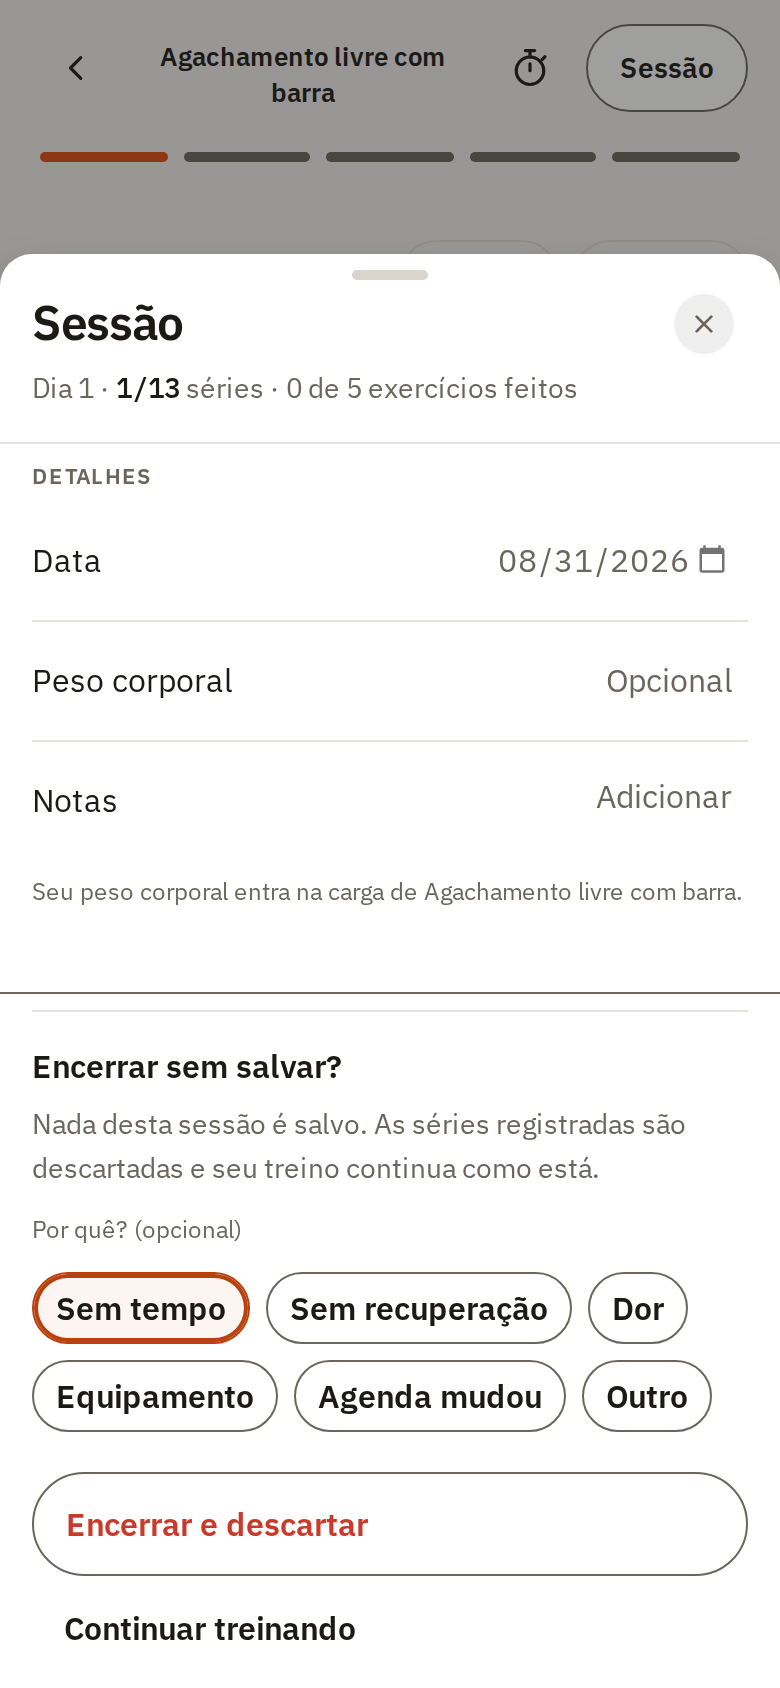 Agachamento livre com
barra
Sessão
Sessão
Dia 1 · 1/13 séries · 0 de 5 exercícios feitos
DETALHES
Data
08/31/2026
Peso corporal
Opcional
Notas
Adicionar
Seu peso corporal entra na carga de Agachamento livre com barra.
Encerrar sem salvar?
Nada desta sessão é salvo. As séries registradas são
descartadas e seu treino continua como está.
Por quê? (opcional)
Sem tempo
Sem recuperação
Dor
Equipamento
Agenda mudou
Outro
Encerrar e descartar
Continuar treinando